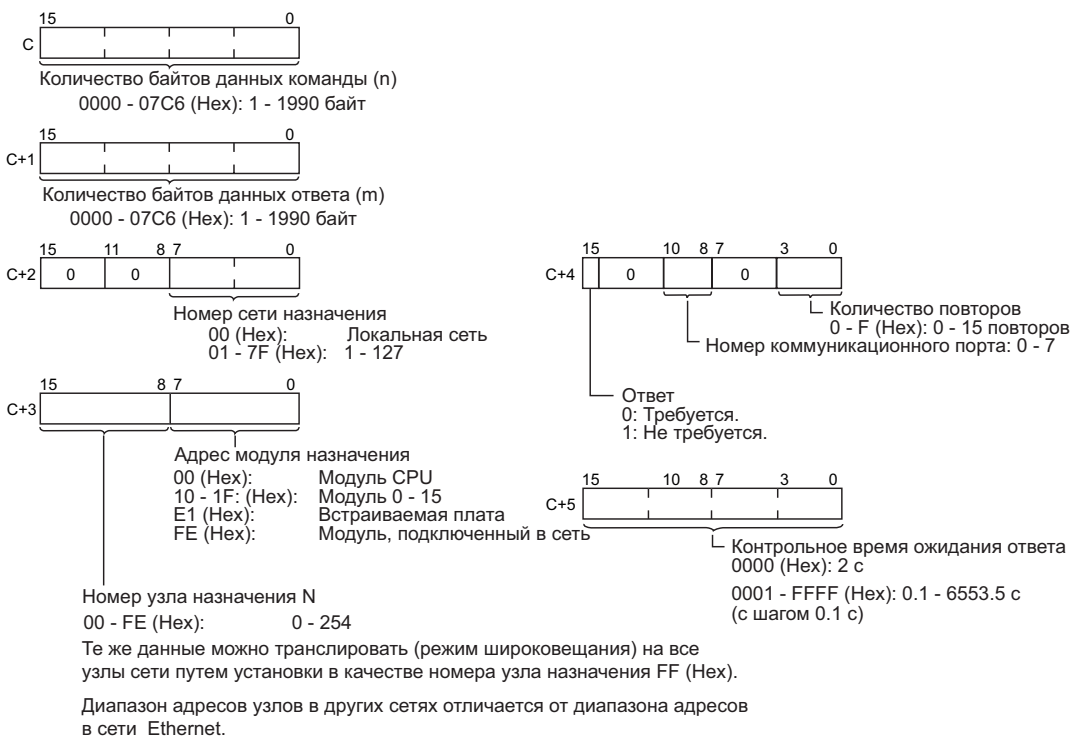 15 0
C
Количество байтов данных команды (n)
0000 - 07C6 (Hex): 1 - 1990 байт
15 0
C+1
Количество байтов данных ответа (m)
0000 - 07C6 (Hex): 1 - 1990 байт
15 11 8 7 0
C+2 0 0
Номер сети назначения
00 (Hex): Локальная сеть
01 - 7F (Hex): 1 - 127
15 8 7 0
C+3
Адрес модуля назначения
00 (Hex): Модуль CPU
10 - 1F: (Hex): Модуль 0 - 15
E1 (Hex): Встраиваемая плата
FE (Hex): Модуль, подключенный в сеть
Номер узла назначения N
00 - FE (Hex): 0 - 254
Те же данные можно транслировать (режим широковещания) на все
узлы сети путем установки в качестве номера узла назначения FF (Hex).
Диапазон адресов узлов в других сетях отличается от диапазона адресов
в сети Ethernet.
15 10 8 7 3 0
C+4 0 0
Количество повторов
0 - F (Hex): 0 - 15 повторов
Номер коммуникационного порта: 0 - 7
Ответ
0: Требуется.
1: Не требуется.
15 10 8 7 3 0
C+5
Контрольное время ожидания ответа
0000 (Hex): 2 с
0001 - FFFF (Hex): 0.1 - 6553.5 с
(с шагом 0.1 с)